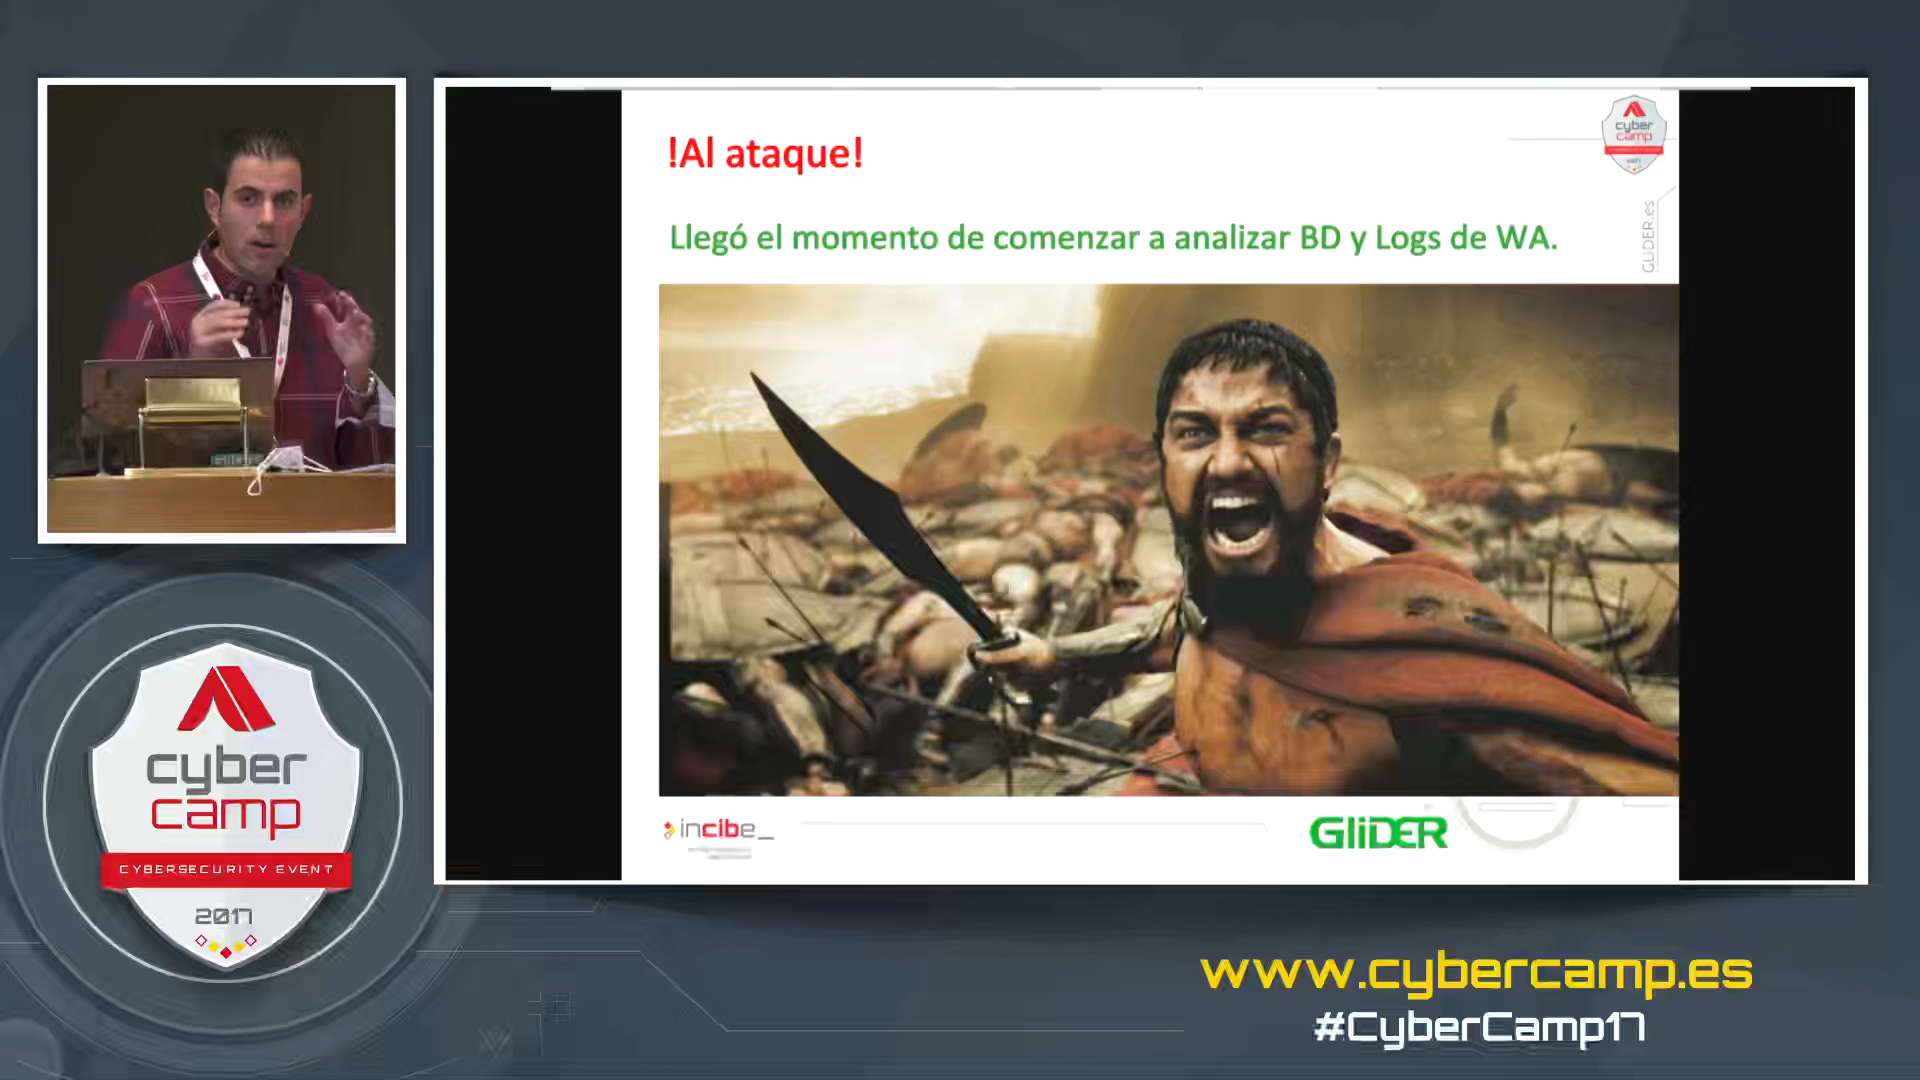 !Al ataque!
Llegó el momento de comenzar a analizar BD y Logs de WA.
cyber
camp
GLIDER.es
incibe_
GLIDER
cyber
camp
CYBERSECURITY EVENT
2017
www.cybercamp.es
#CyberCamp17